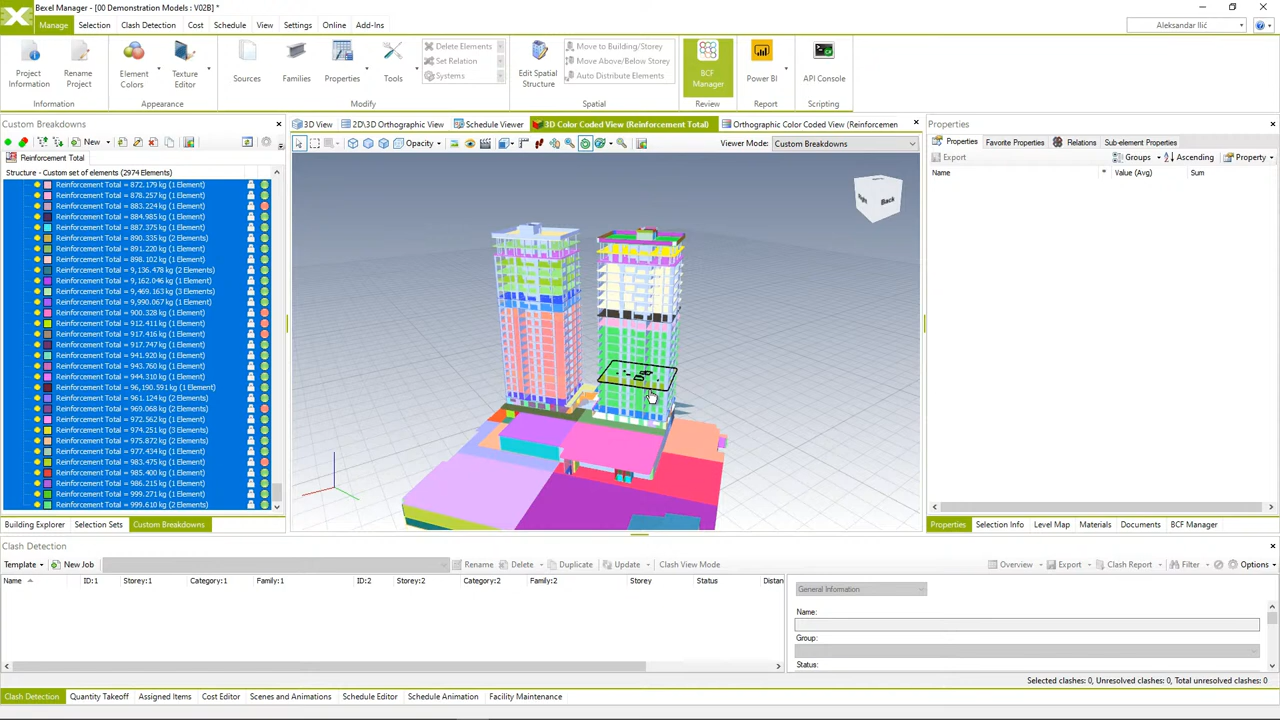 Bexel Manager - [00 Demonstration Models : V02B] *
Manage Selection Clash Detection Cost Schedule View Settings Online Add-Ins
Aleksandar Ilić
Project Information
Rename Project
Element Colors
Texture Editor
Sources
Families
Properties
Tools
Delete Elements
Set Relation
Systems
Edit Spatial Structure
Move to Building/Storey
Move Above/Below Storey
Auto Distribute Elements
BCF Manager
Power BI
API Console
Information Appearance Modify Spatial Review Report Scripting
Custom Breakdowns
New
Reinforcement Total
Structure - Custom set of elements (2974 Elements)
Reinforcement Total = 872.179 kg (1 Element)
Reinforcement Total = 878.257 kg (1 Element)
Reinforcement Total = 883.224 kg (1 Element)
Reinforcement Total = 884.985 kg (1 Element)
Reinforcement Total = 887.375 kg (1 Element)
Reinforcement Total = 890.335 kg (2 Elements)
Reinforcement Total = 891.220 kg (1 Element)
Reinforcement Total = 898.102 kg (1 Element)
Reinforcement Total = 9,136.478 kg (2 Elements)
Reinforcement Total = 9,162.046 kg (1 Element)
Reinforcement Total = 9,469.163 kg (3 Elements)
Reinforcement Total = 9,990.067 kg (1 Element)
Reinforcement Total = 900.328 kg (1 Element)
Reinforcement Total = 912.411 kg (1 Element)
Reinforcement Total = 917.416 kg (1 Element)
Reinforcement Total = 917.747 kg (1 Element)
Reinforcement Total = 941.920 kg (1 Element)
Reinforcement Total = 943.760 kg (1 Element)
Reinforcement Total = 944.310 kg (1 Element)
Reinforcement Total = 96,190.591 kg (1 Element)
Reinforcement Total = 961.124 kg (2 Elements)
Reinforcement Total = 969.068 kg (2 Elements)
Reinforcement Total = 972.562 kg (1 Element)
Reinforcement Total = 974.251 kg (3 Elements)
Reinforcement Total = 975.872 kg (2 Elements)
Reinforcement Total = 977.434 kg (1 Element)
Reinforcement Total = 983.475 kg (1 Element)
Reinforcement Total = 985.400 kg (1 Element)
Reinforcement Total = 986.215 kg (1 Element)
Reinforcement Total = 999.271 kg (1 Element)
Reinforcement Total = 999.610 kg (2 Elements)
Building Explorer Selection Sets Custom Breakdowns
3D View 2D\3D Orthographic View Schedule Viewer 3D Color Coded View (Reinforcement Total) Orthographic Color Coded View (Reinforcemen
Opacity
Viewer Mode: Custom Breakdowns
Right Back
Properties
Properties Favorite Properties Relations Sub-element Properties
Export Groups Ascending Property
Name * Value (Avg) Sum
Properties Selection Info Level Map Materials Documents BCF Manager
Clash Detection
Template New Job Rename Delete Duplicate Update Clash View Mode Overview Export Clash Report Filter Options
Name ID:1 Storey:1 Category:1 Family:1 ID:2 Storey:2 Category:2 Family:2 Storey Status Distan
General Information
Name:
Group:
Status:
Selected clashes: 0, Unresolved clashes: 0, Total unresolved clashes: 0
Clash Detection Quantity Takeoff Assigned Items Cost Editor Scenes and Animations Schedule Editor Schedule Animation Facility Maintenance